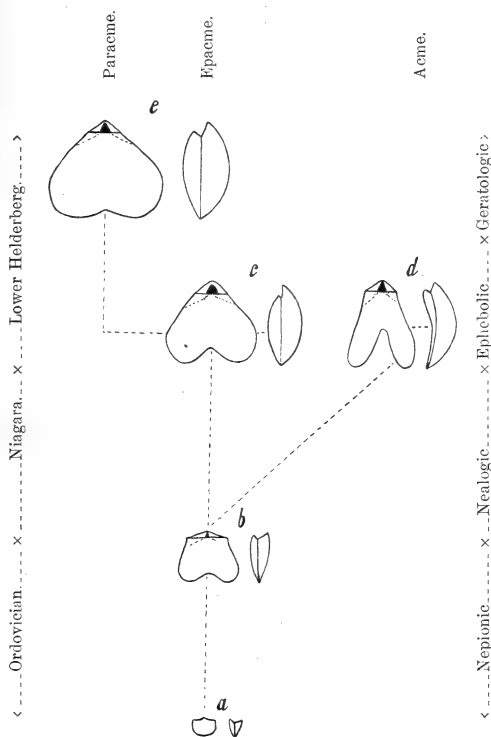 Paracme.
Epacme.
Acme.
<----Ordovician.----- × -------Niagara...- × ...Lower Helderberg.---->
e
c
d
b
a
<----Nepionic.------ × --Nealogic.------- × Ephebolic.---- × Geratologic>